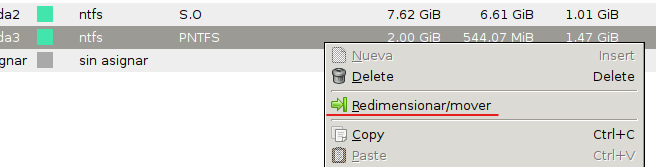 da2 ntfs S.O 7.62 GiB 6.61 GiB 1.01 GiB
da3 ntfs PNTFS 2.00 GiB 544.07 MiB 1.47 GiB
gnar sin asignar
Nueva Insert
Delete Delete
Redimensionar/mover
Copy Ctrl+C
Paste Ctrl+V